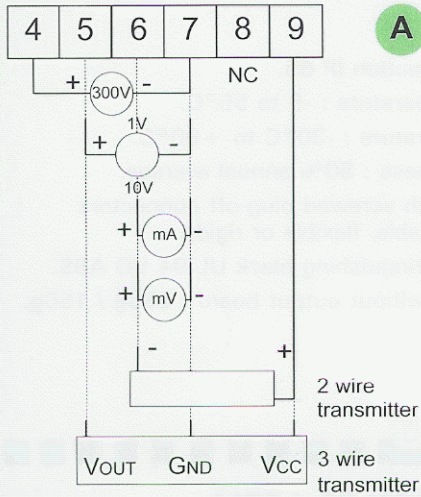 4 5 6 7 8 9 A
NC
+ 300V -
1V
+ -
10V
+ mA -
+ mV -
- +
2 wire
transmitter
VOUT GND VCC
3 wire
transmitter